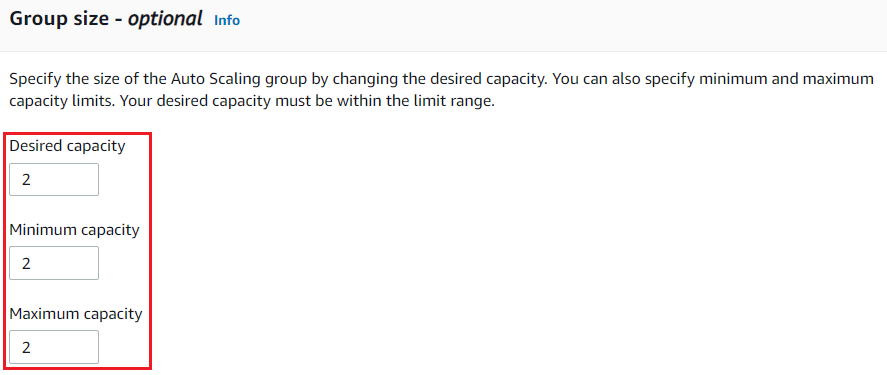 Group size - optional Info
Specify the size of the Auto Scaling group by changing the desired capacity. You can also specify minimum and maximum
capacity limits. Your desired capacity must be within the limit range.
Desired capacity
2
Minimum capacity
2
Maximum capacity
2